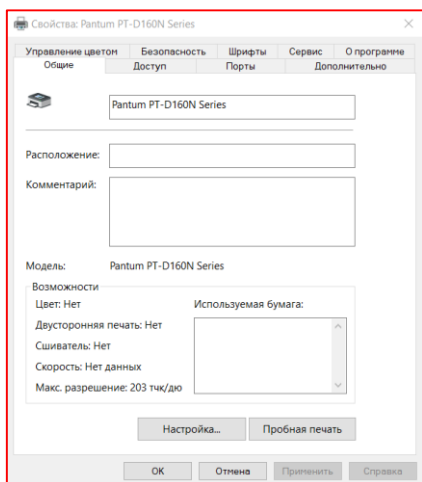 Свойства: Pantum PT-D160N Series
Управление цветом Безопасность Шрифты Сервис О программе
Общие Доступ Порты Дополнительно
Pantum PT-D160N Series
Расположение:
Комментарий:
Модель: Pantum PT-D160N Series
Возможности
Цвет: Нет Используемая бумага:
Двусторонняя печать: Нет
Сшиватель: Нет
Скорость: Нет данных
Макс. разрешение: 203 тчк/дю
Настройка... Пробная печать
ОК Отмена Применить Справка